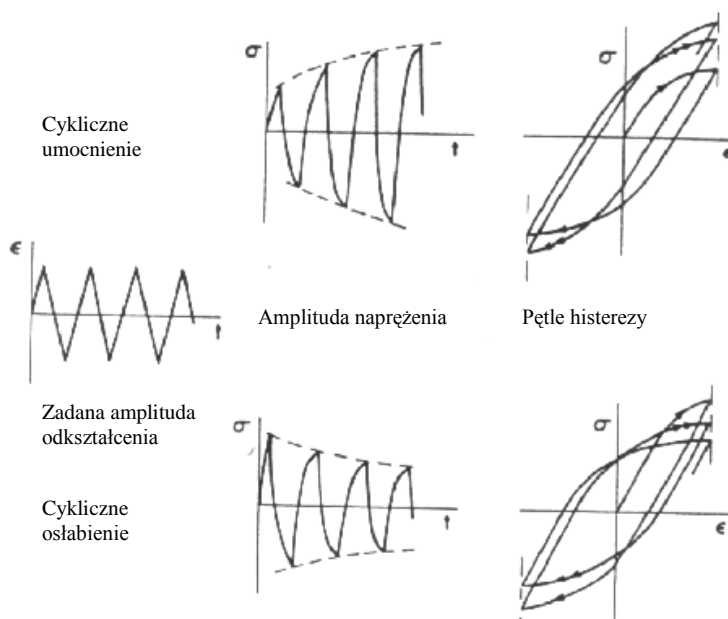 σ
t
σ
ϵ
Cykliczne
umocnienie
ϵ
t
Amplituda naprężenia
Pętle histerezy
Zadana amplituda
odkształcenia
σ
t
σ
ϵ
Cykliczne
osłabienie